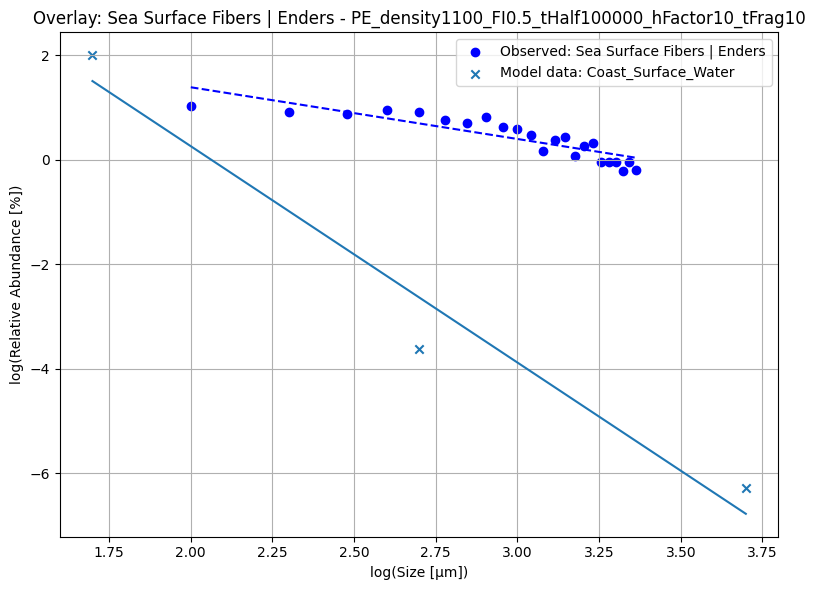 Overlay: Sea Surface Fibers | Enders - PE_density1100_FI0.5_tHalf100000_hFactor10_tFrag10
Observed: Sea Surface Fibers | Enders
Model data: Coast_Surface_Water
log(Relative Abundance [%])
2
0
−2
−4
−6
1.75
2.00
2.25
2.50
2.75
3.00
3.25
3.50
3.75
log(Size [μm])